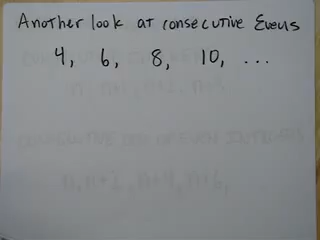 Another look at consecutive Evens
4, 6, 8, 10, ...